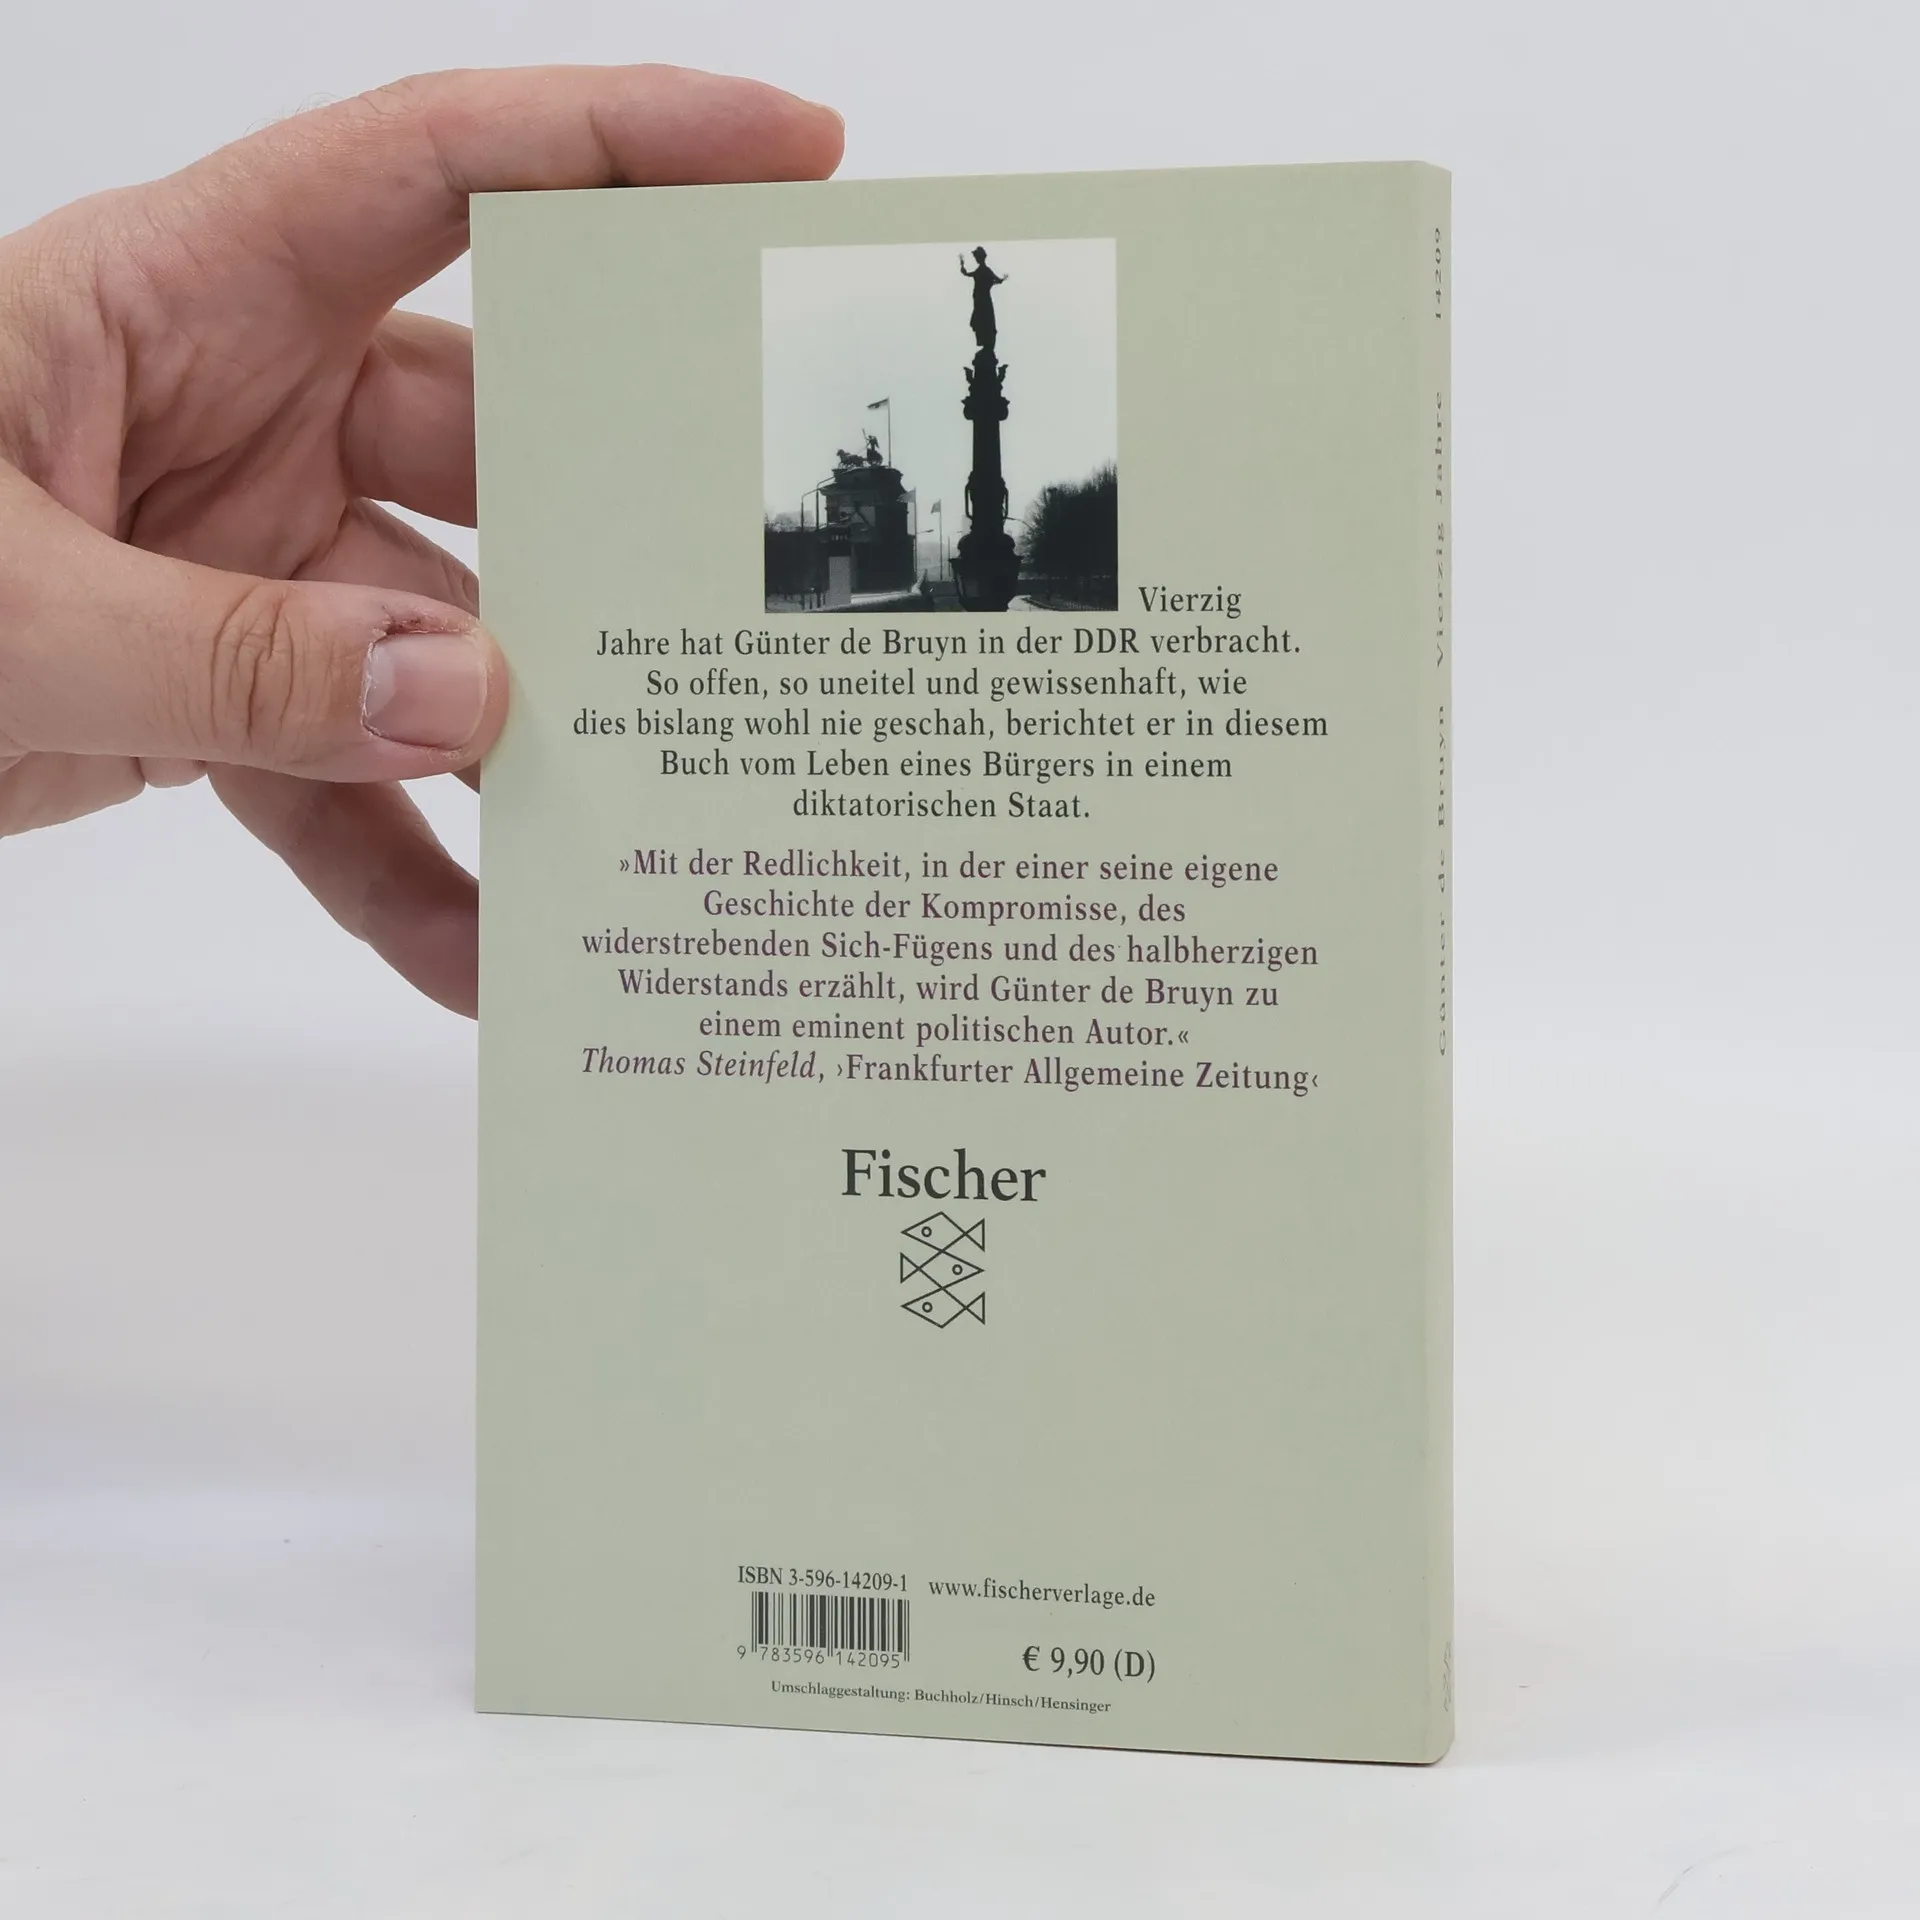 Vierzig
Jahre hat Günter de Bruyn in der DDR verbracht.
So offen, so uneitel und gewissenhaft, wie
dies bislang wohl nie geschah, berichtet er in diesem
Buch vom Leben eines Bürgers in einem
diktatorischen Staat.
»Mit der Redlichkeit, in der einer seine eigene
Geschichte der Kompromisse, des
widerstrebenden Sich-Fügens und des halbherzigen
Widerstands erzählt, wird Günter de Bruyn zu
einem eminent politischen Autor.«
Thomas Steinfeld, ›Frankfurter Allgemeine Zeitung‹
Fischer
ISBN 3-596-14209-1 www.fischerverlage.de
9 783596 142095
€ 9,90 (D)
Umschlaggestaltung: Buchholz/Hinsch/Hensinger
Günter de Bruyn Vierzig Jahre 14209